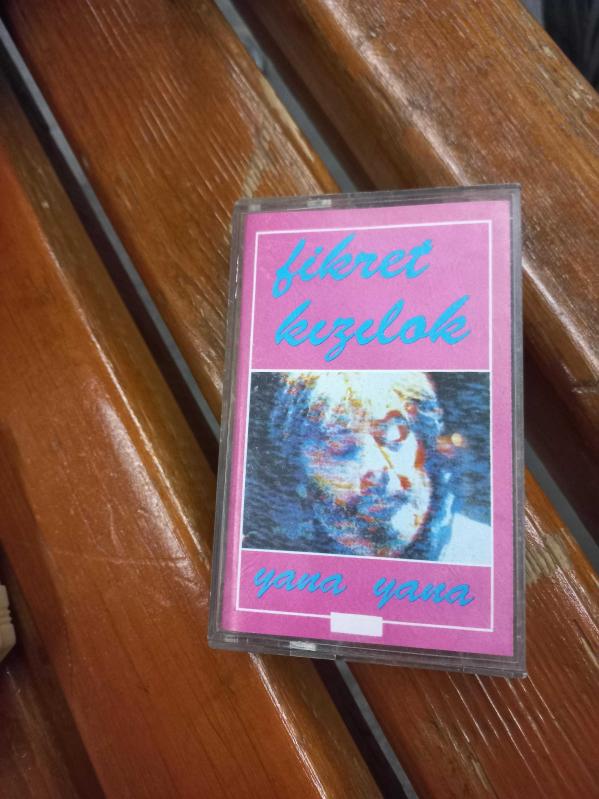 fikret
kızılok
yana yana